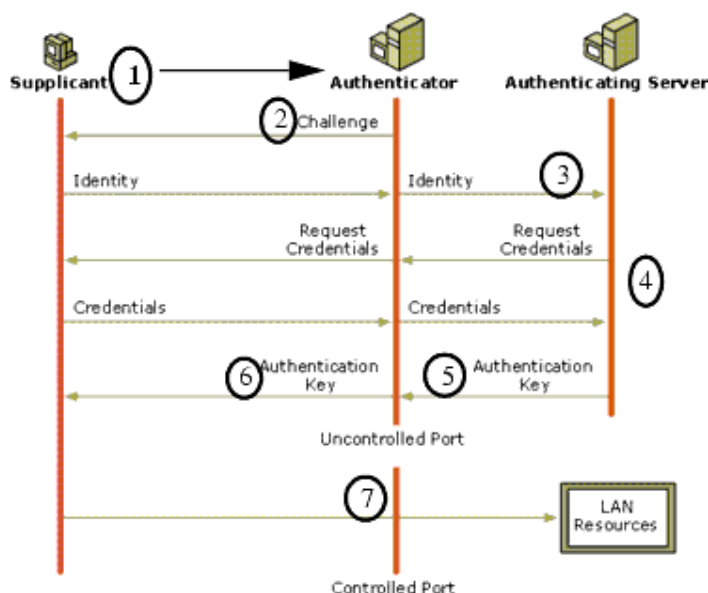 Supplicant 1 Authenticator Authenticating Server
2 Challenge
Identity Identity 3
Request Credentials Request Credentials
4
Credentials Credentials
6 Authentication Key 5 Authentication Key
Uncontrolled Port
7 LAN Resources
Controlled Port